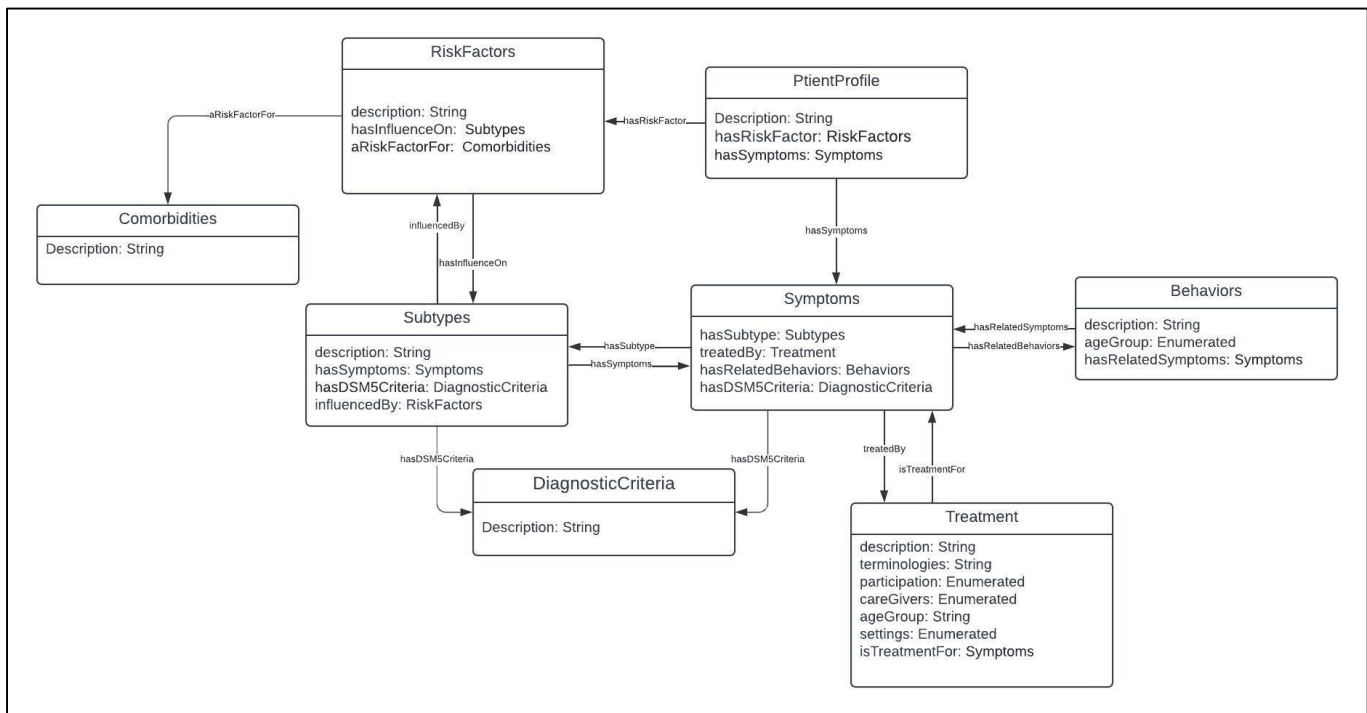 RiskFactors
description: String
hasInfluenceOn: Subtypes
aRiskFactorFor: Comorbidities
PtientProfile
Description: String
hasRiskFactor: RiskFactors
hasSymptoms: Symptoms
aRiskFactorFor
hasRiskFactor
Comorbidities
Description: String
influencedBy
hasInfluenceOn
hasSymptoms
Subtypes
description: String
hasSymptoms: Symptoms
hasDSM5Criteria: DiagnosticCriteria
influencedBy: RiskFactors
hasSubtype
hasSymptoms
Symptoms
hasSubtype: Subtypes
treatedBy: Treatment
hasRelatedBehaviors: Behaviors
hasDSM5Criteria: DiagnosticCriteria
hasRelatedSymptoms
hasRelatedBehaviors
Behaviors
description: String
ageGroup: Enumerated
hasRelatedSymptoms: Symptoms
hasDSM5Criteria
hasDSM5Criteria
treatedBy
isTreatmentFor
DiagnosticCriteria
Description: String
Treatment
description: String
terminologies: String
participation: Enumerated
careGivers: Enumerated
ageGroup: String
settings: Enumerated
isTreatmentFor: Symptoms